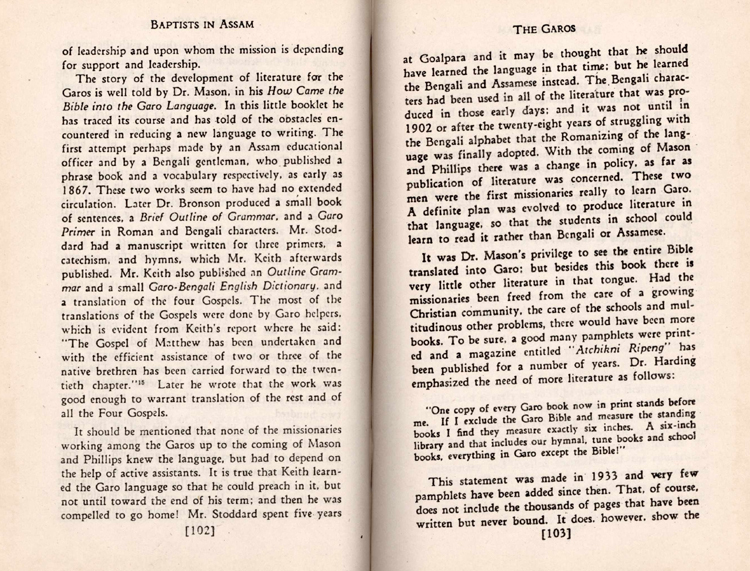 BAPTISTS IN ASSAM
of leadership and upon whom the mission is depending
for support and leadership.
The story of the development of literature for the
Garos is well told by Dr. Mason, in his How Came the
Bible into the Garo Language. In this little booklet he
has traced its course and has told of the obstacles en-
countered in reducing a new language to writing. The
first attempt perhaps made by an Assam educational
officer and by a Bengali gentleman, who published a
phrase book and a vocabulary respectively, as early as
1867. These two works seem to have had no extended
circulation. Later Dr. Bronson produced a small book
of sentences, a Brief Outline of Grammar, and a Garo
Primer in Roman and Bengali characters. Mr. Stod-
dard had a manuscript written for three primers, a
catechism, and hymns, which Mr. Keith afterwards
published. Mr. Keith also published an Outline Gram-
mar and a small Garo-Bengali English Dictionary, and
a translation of the four Gospels. The most of the
translations of the Gospels were done by Garo helpers,
which is evident from Keith's report where he said:
"The Gospel of Matthew has been undertaken and
with the efficient assistance of two or three of the
native brethren has been carried forward to the twen-
tieth chapter."¹⁸ Later he wrote that the work was
good enough to warrant translation of the rest and of
all the Four Gospels.
It should be mentioned that none of the missionaries
working among the Garos up to the coming of Mason
and Phillips knew the language, but had to depend on
the help of active assistants. It is true that Keith learn-
ed the Garo language so that he could preach in it, but
not until toward the end of his term; and then he was
compelled to go home! Mr. Stoddard spent five years
[102]
THE GAROS
at Goalpara and it may be thought that he should
have learned the language in that time; but he learned
the Bengali and Assamese instead. The Bengali charac-
ters had been used in all of the literature that was pro-
duced in those early days; and it was not until in
1902 or after the twenty-eight years of struggling with
the Bengali alphabet that the Romanizing of the lang-
uage was finally adopted. With the coming of Mason
and Phillips there was a change in policy, as far as
publication of literature was concerned. These two
men were the first missionaries really to learn Garo.
A definite plan was evolved to produce literature in
that language, so that the students in school could
learn to read it rather than Bengali or Assamese.
It was Dr. Mason's privilege to see the entire Bible
translated into Garo; but besides this book there is
very little other literature in that tongue. Had the
missionaries been freed from the care of a growing
Christian community, the care of the schools and mul-
titudinous other problems, there would have been more
books. To be sure, a good many pamphlets were print-
ed and a magazine entitled "Atchikni Ripeng" has
been published for a number of years. Dr. Harding
emphasized the need of more literature as follows:
"One copy of every Garo book now in print stands before
me. If I exclude the Garo Bible and measure the standing
books I find they measure exactly six inches. A six-inch
library and that includes our hymnal, tune books and school
books, everything in Garo except the Bible!"
This statement was made in 1933 and very few
pamphlets have been added since then. That, of course,
does not include the thousands of pages that have been
written but never bound. It does, however, show the
[103]